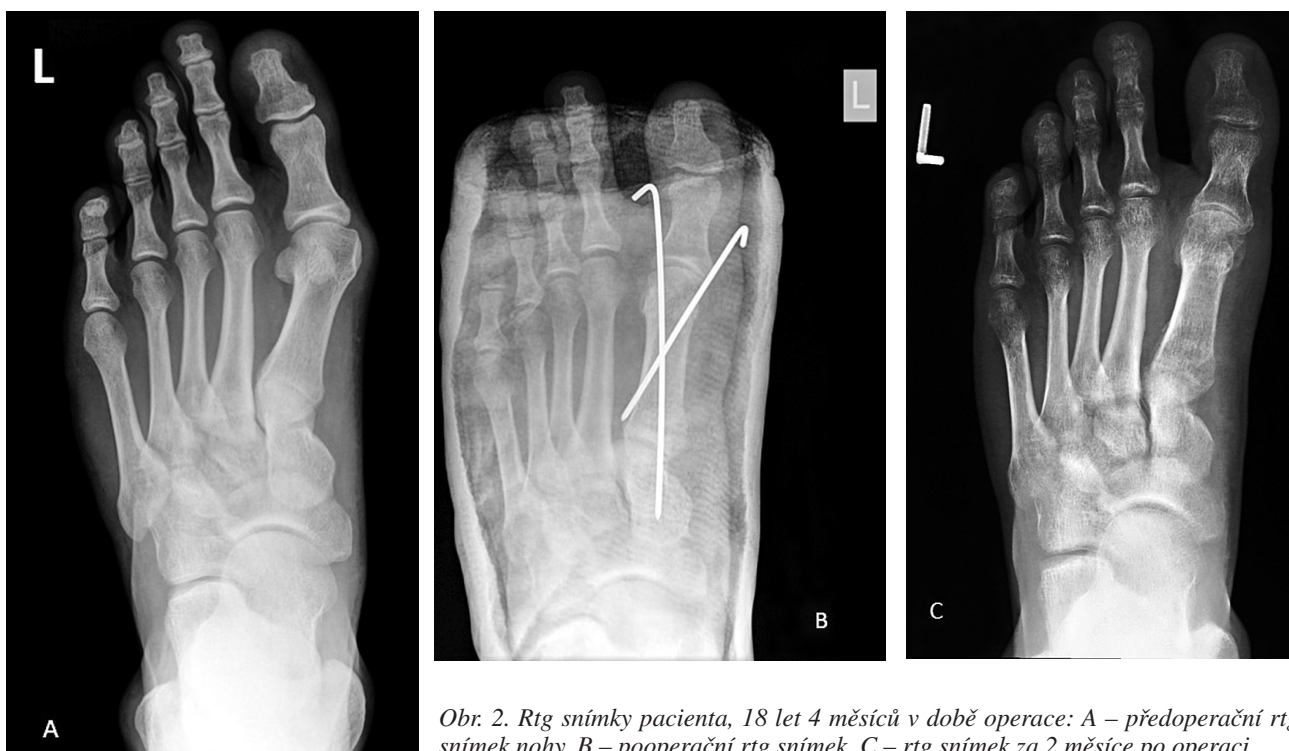 L
L
L
A
B
C
Obr. 2. Rtg snímky pacienta, 18 let 4 měsíců v době operace: A – předoperační rtg
snímek nohy, B – pooperační rtg snímek, C – rtg snímek za 2 měsíce po operaci.